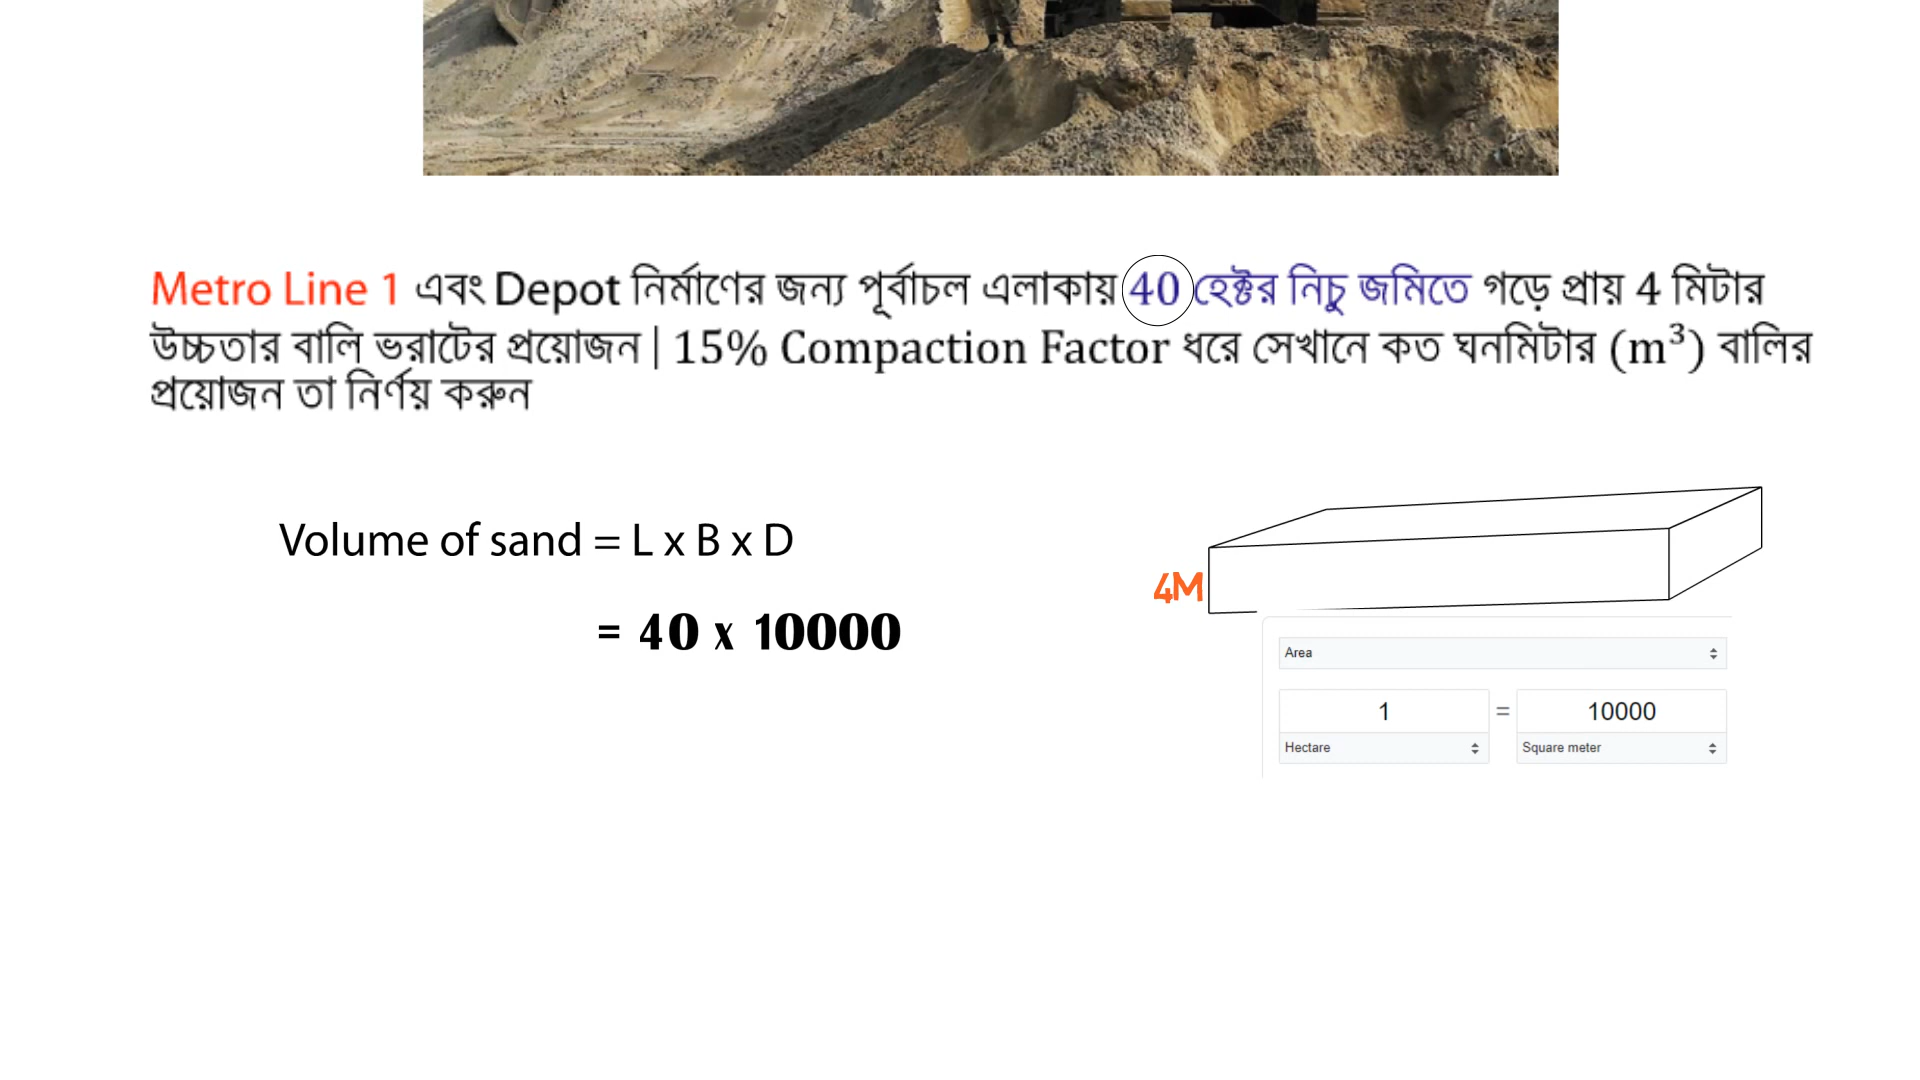 Metro Line 1 এবং Depot নির্মাণের জন্য পূর্বাচল এলাকায় 40 হেক্টর নিচু জমিতে গড়ে প্রায় 4 মিটার
উচ্চতার বালি ভরাটের প্রয়োজন | 15% Compaction Factor ধরে সেখানে কত ঘনমিটার (m³) বালির
প্রয়োজন তা নির্ণয় করুন
Volume of sand = L x B x D
= 40 x 10000
4M
Area
1 = 10000
Hectare Square meter